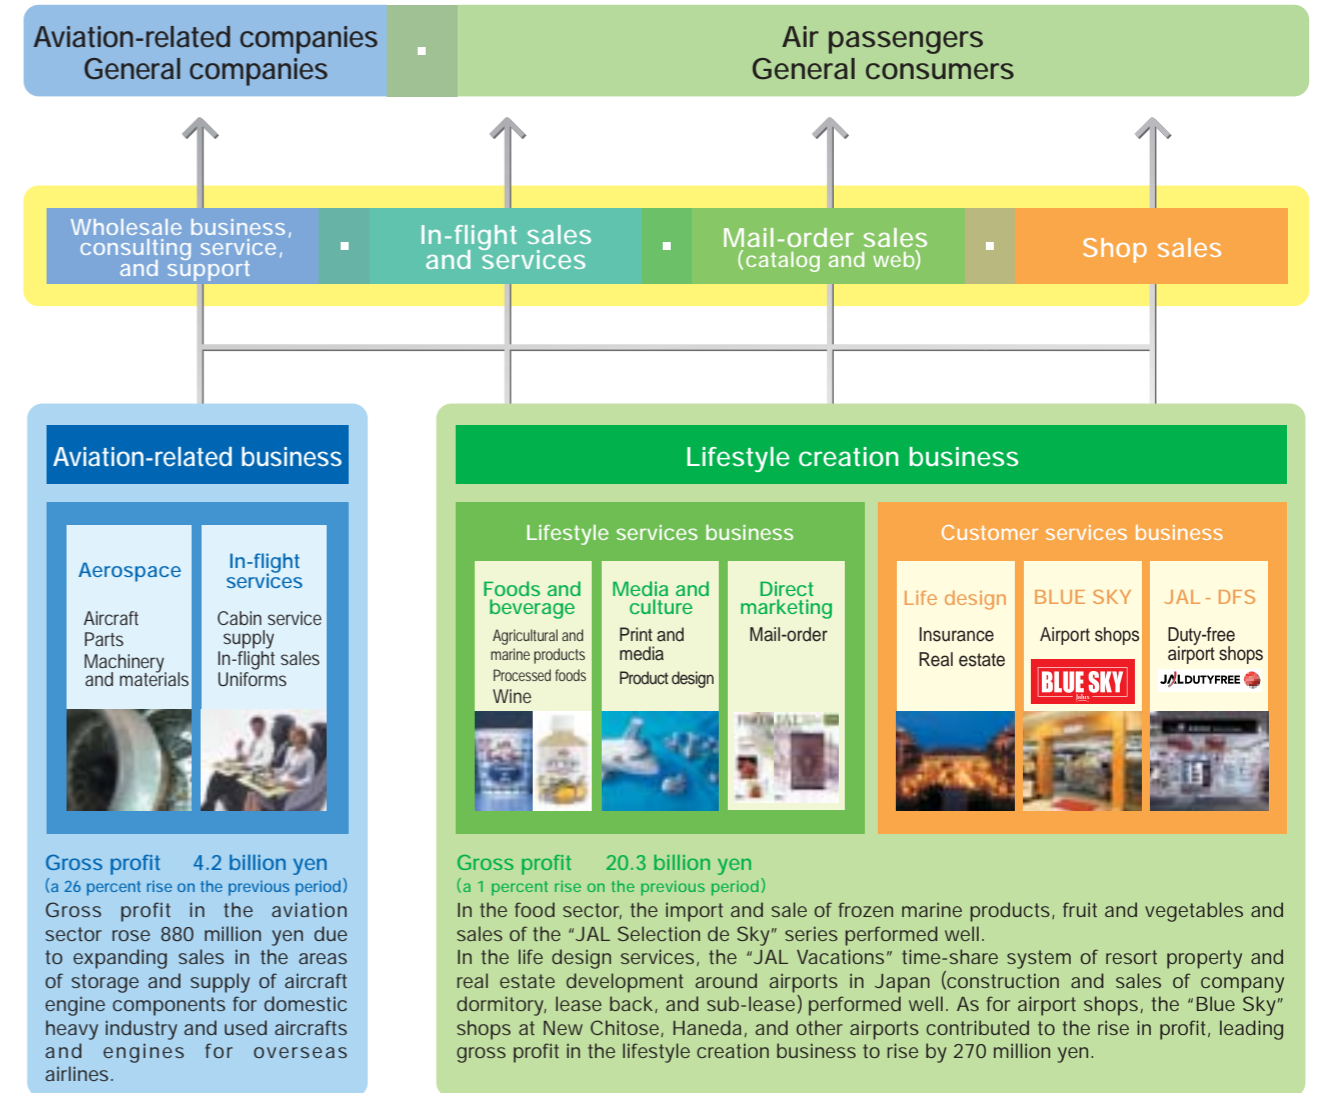 Aviation-related companies
General companies
Air passengers
General consumers
Wholesale business,
consulting service,
and support
In-flight sales
and services
Mail-order sales
(catalog and web)
Shop sales
Aviation-related business
Aerospace
Aircraft
Parts
Machinery
and materials
In-flight
services
Cabin service
supply
In-flight sales
Uniforms
Gross profit 4.2 billion yen
(a 26 percent rise on the previous period)
Gross profit in the aviation
sector rose 880 million yen due
to expanding sales in the areas
of storage and supply of aircraft
engine components for domestic
heavy industry and used aircrafts
and engines for overseas
airlines.
Lifestyle creation business
Lifestyle services business
Foods and
beverage
Agricultural and
marine products
Processed foods
Wine
Media and
culture
Print and
media
Product design
Direct
marketing
Mail-order
Customer services business
Life design
Insurance
Real estate
BLUE SKY
Airport shops
BLUE SKY
JAL - DFS
Duty-free
airport shops
JAL DUTYFREE
Gross profit 20.3 billion yen
(a 1 percent rise on the previous period)
In the food sector, the import and sale of frozen marine products, fruit and vegetables and
sales of the “JAL Selection de Sky” series performed well.
In the life design services, the “JAL Vacations” time-share system of resort property and
real estate development around airports in Japan (construction and sales of company
dormitory, lease back, and sub-lease) performed well. As for airport shops, the “Blue Sky”
shops at New Chitose, Haneda, and other airports contributed to the rise in profit, leading
gross profit in the lifestyle creation business to rise by 270 million yen.